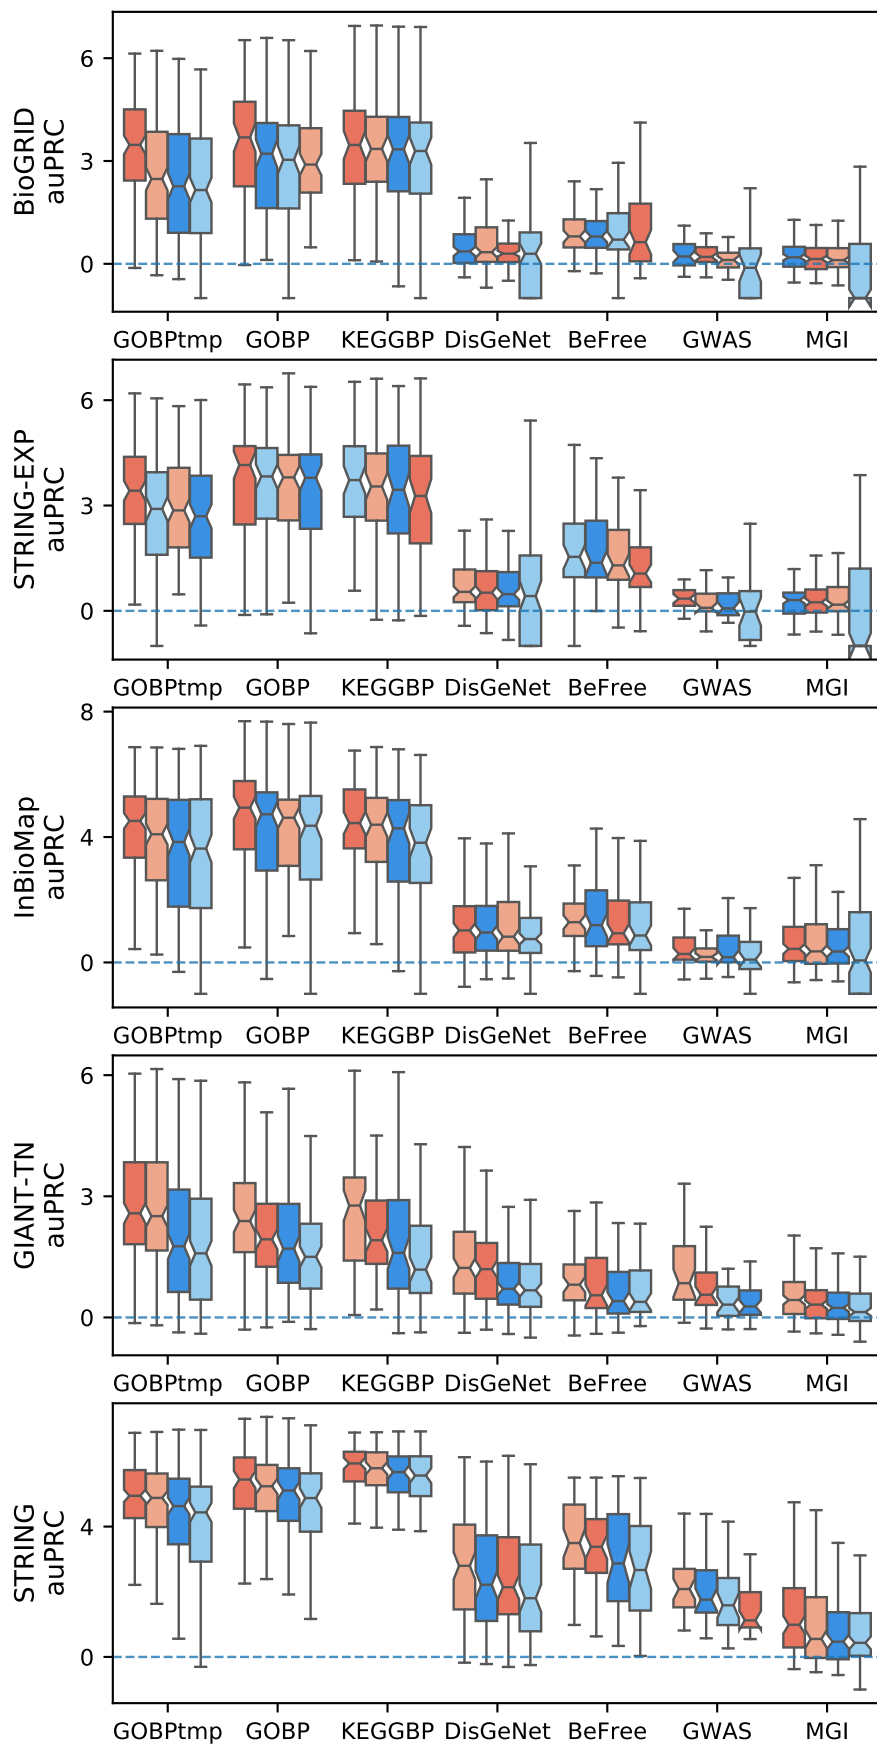 BioGRID
auPRC
6
3
0
GOBPtmp GOBP KEGGBP DisGeNet BeFree GWAS MGI
STRING-EXP
auPRC
6
3
0
GOBPtmp GOBP KEGGBP DisGeNet BeFree GWAS MGI
InBioMap
auPRC
8
4
0
GOBPtmp GOBP KEGGBP DisGeNet BeFree GWAS MGI
GIANT-TN
auPRC
6
3
0
GOBPtmp GOBP KEGGBP DisGeNet BeFree GWAS MGI
STRING
auPRC
4
0
GOBPtmp GOBP KEGGBP DisGeNet BeFree GWAS MGI